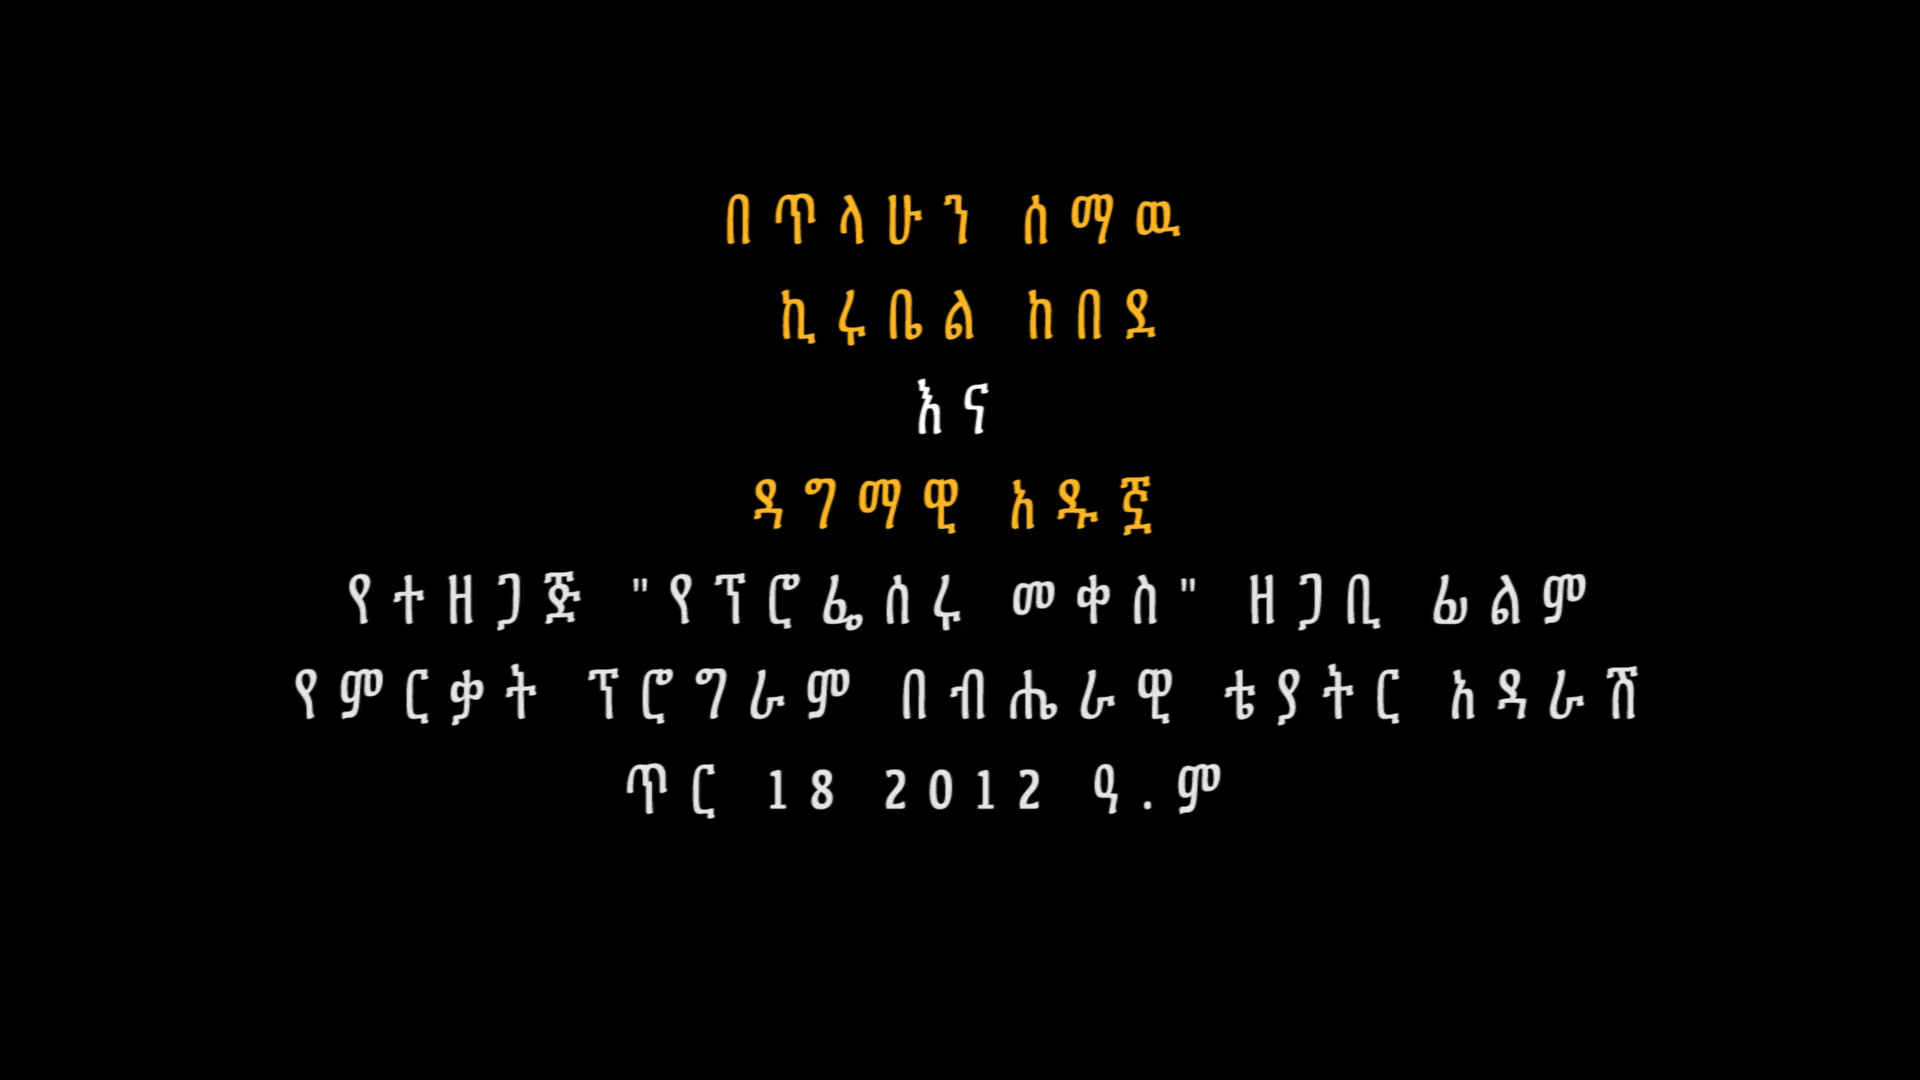 በጥላሁን ሰማዉ
ኪሩቤል ከበደ
እና
ዳግማዊ አዱኛ
የተዘጋጅ "የፕሮፌሰሩ መቀስ" ዘጋቢ ፊልም
የምርቃት ፕሮግራም በብሔራዊ ቴያትር አዳራሽ
ጥር 18 2012 ዓ.ም